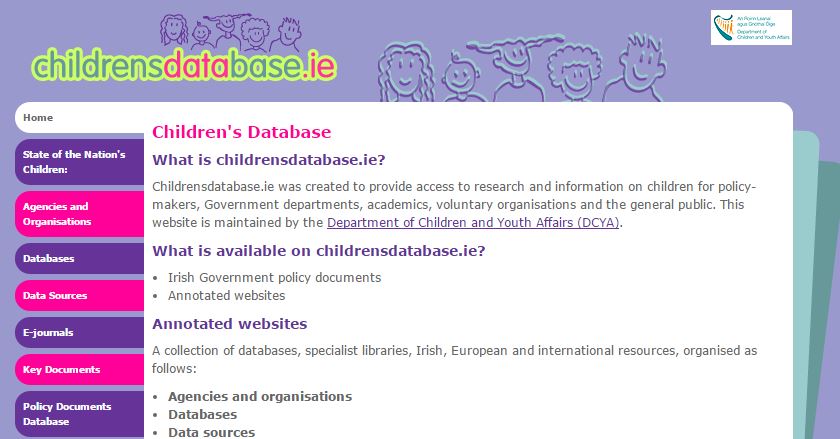 childrensdatabase.ie
An Roinn Leanaí
agus Gnóthaí Óige
Department of
Children and Youth Affairs
Home
State of the Nation's
Children:
Agencies and
Organisations
Databases
Data Sources
E-journals
Key Documents
Policy Documents
Database
Children's Database
What is childrensdatabase.ie?
Childrensdatabase.ie was created to provide access to research and information on children for policy-
makers, Government departments, academics, voluntary organisations and the general public. This
website is maintained by the Department of Children and Youth Affairs (DCYA).
What is available on childrensdatabase.ie?
• Irish Government policy documents
• Annotated websites
Annotated websites
A collection of databases, specialist libraries, Irish, European and international resources, organised as
follows:
• Agencies and organisations
• Databases
• Data sources